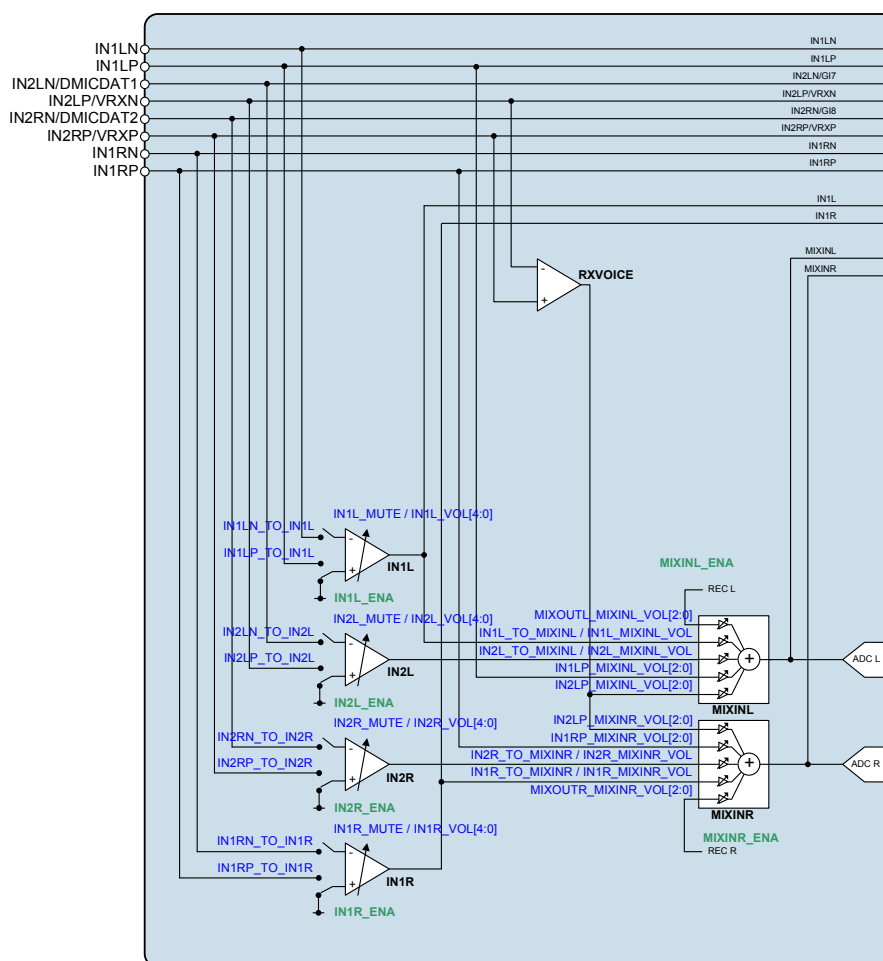 IN1LN
IN1LP
IN2LN/DMICDAT1
IN2LP/VRXN
IN2RN/DMICDAT2
IN2RP/VRXP
IN1RN
IN1RP
IN1LN
IN1LP
IN2LN/GI7
IN2LP/VRXN
IN2RN/GI8
IN2RP/VRXP
IN1RN
IN1RP
IN1L
IN1R
MIXINL
MIXINR
-
+
RXVOICE
IN1L_MUTE / IN1L_VOL[4:0]
IN1LN_TO_IN1L
IN1LP_TO_IN1L
-
+
IN1L
IN1L_ENA
IN2L_MUTE / IN2L_VOL[4:0]
IN2LN_TO_IN2L
IN2LP_TO_IN2L
-
+
IN2L
IN2L_ENA
IN2R_MUTE / IN2R_VOL[4:0]
IN2RN_TO_IN2R
IN2RP_TO_IN2R
-
+
IN2R
IN2R_ENA
IN1R_MUTE / IN1R_VOL[4:0]
IN1RN_TO_IN1R
IN1RP_TO_IN1R
-
+
IN1R
IN1R_ENA
MIXINL_ENA
REC L
MIXOUTL_MIXINL_VOL[2:0]
IN1L_TO_MIXINL / IN1L_MIXINL_VOL
IN2L_TO_MIXINL / IN2L_MIXINL_VOL
IN1LP_MIXINL_VOL[2:0]
IN2LP_MIXINL_VOL[2:0]
+
MIXINL
ADC L
IN2LP_MIXINR_VOL[2:0]
IN1RP_MIXINR_VOL[2:0]
IN2R_TO_MIXINR / IN2R_MIXINR_VOL
IN1R_TO_MIXINR / IN1R_MIXINR_VOL
MIXOUTR_MIXINR_VOL[2:0]
+
MIXINR
ADC R
MIXINR_ENA
REC R